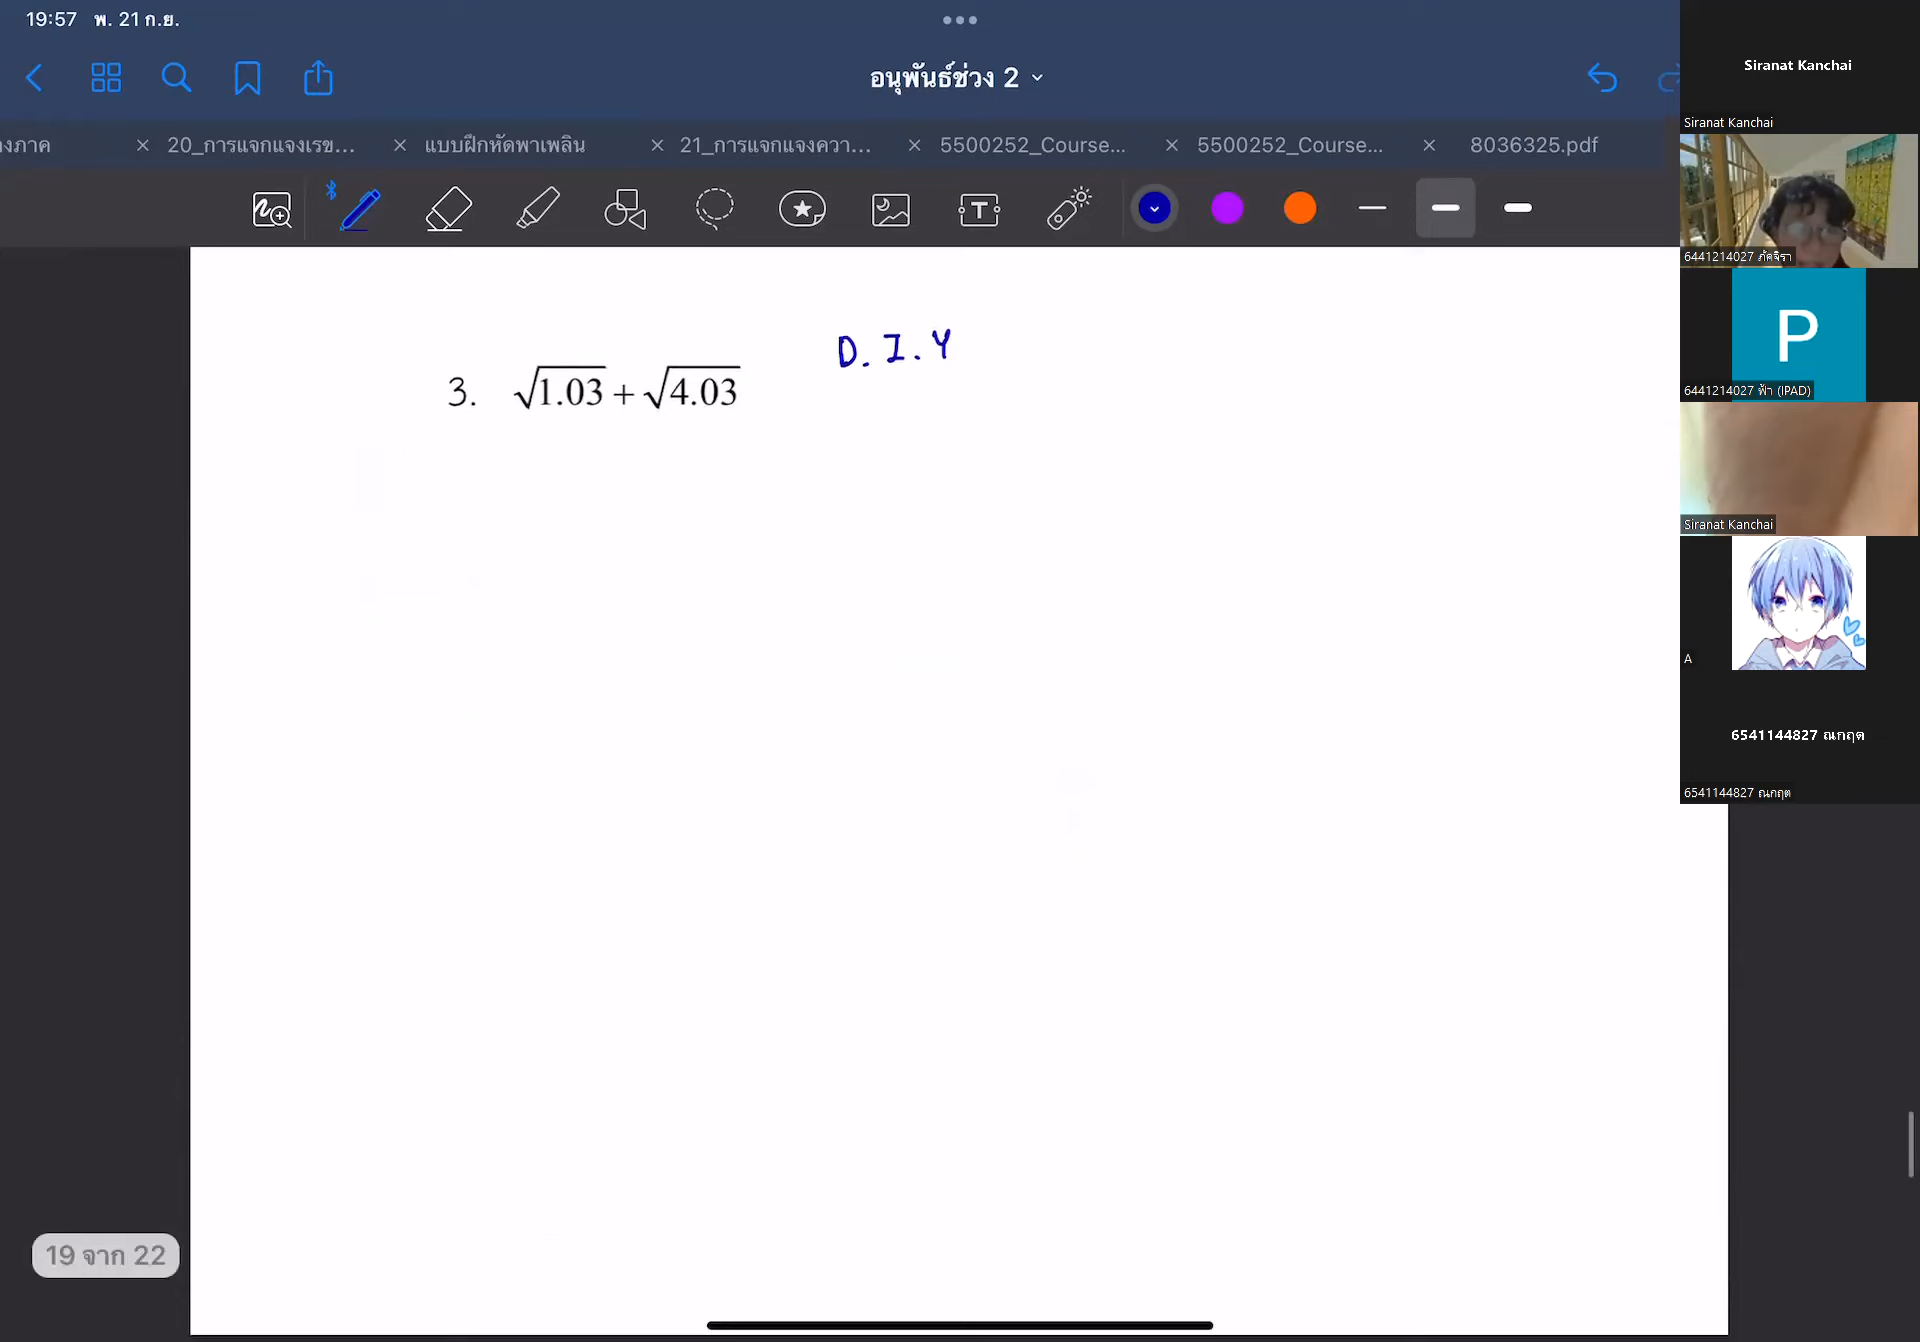 19:57 พ. 21 ก.ย.
อนุพันธ์ช่วง 2
งภาค
20_การแจกแจงเรข...
แบบฝึกหัดพาเพลิน
21_การแจกแจงควา...
5500252_Course...
5500252_Course...
8036325.pdf
D. I. Y
3. √1.03 + √4.03
19 จาก 22
Siranat Kanchai
Siranat Kanchai
6441214027 ภัคจิรา
P
6441214027 ฟ้า (IPAD)
Siranat Kanchai
A
6541144827 ณกฤต
6541144827 ณกฤต